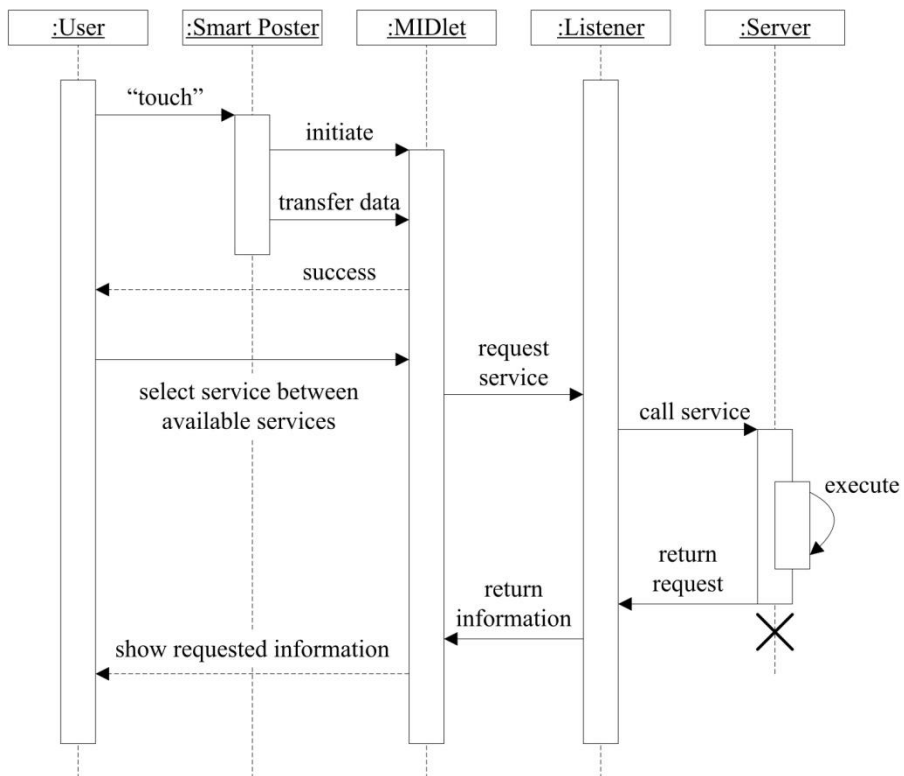 :User
:Smart Poster
:MIDlet
:Listener
:Server
“touch”
initiate
transfer data
success
select service between
available services
request
service
call service
execute
return
request
return
information
show requested information